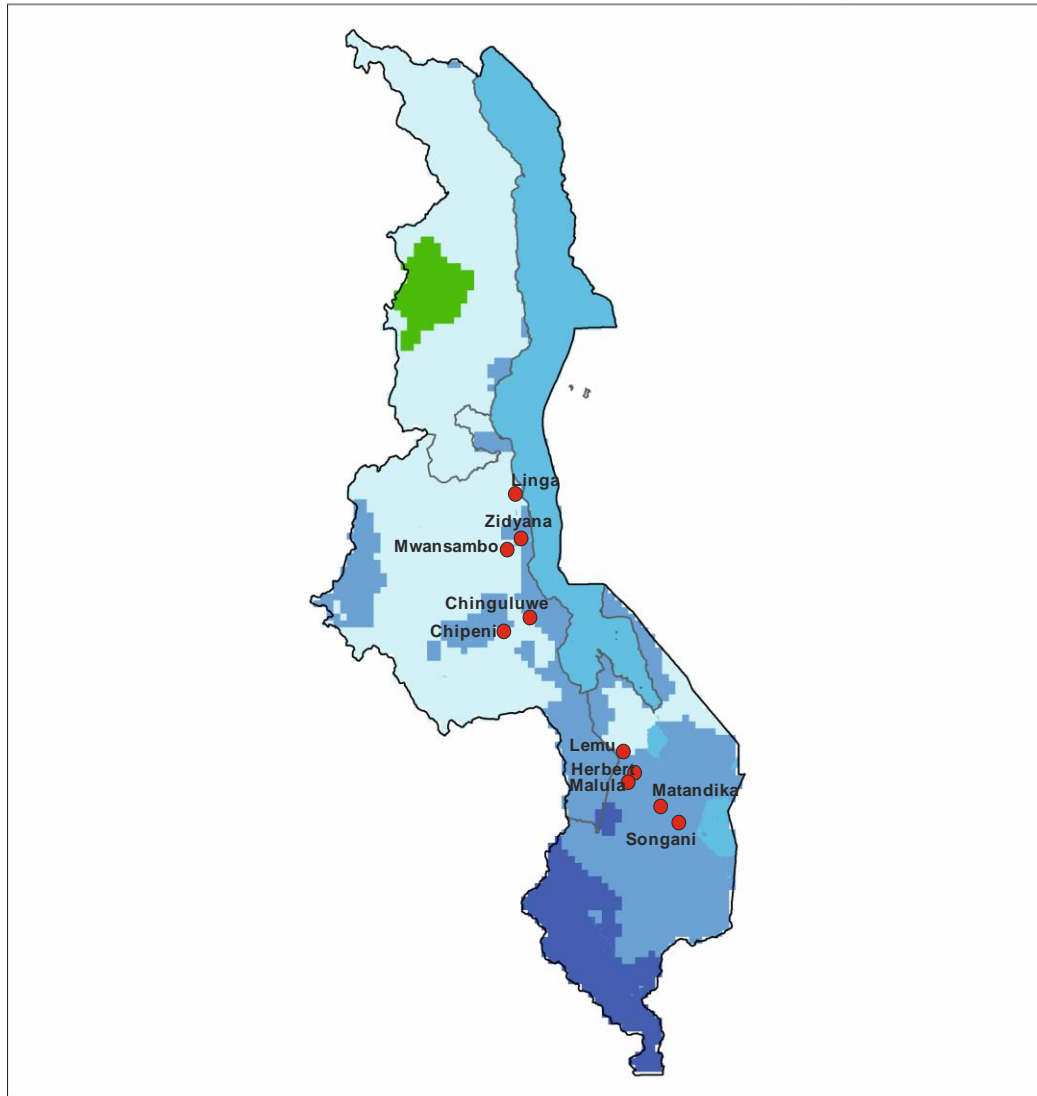 Linga
Zidyana
Mwansambo
Chinguluwe
Chipeni
Lemu
Herbert
Malula
Matandika
Songani